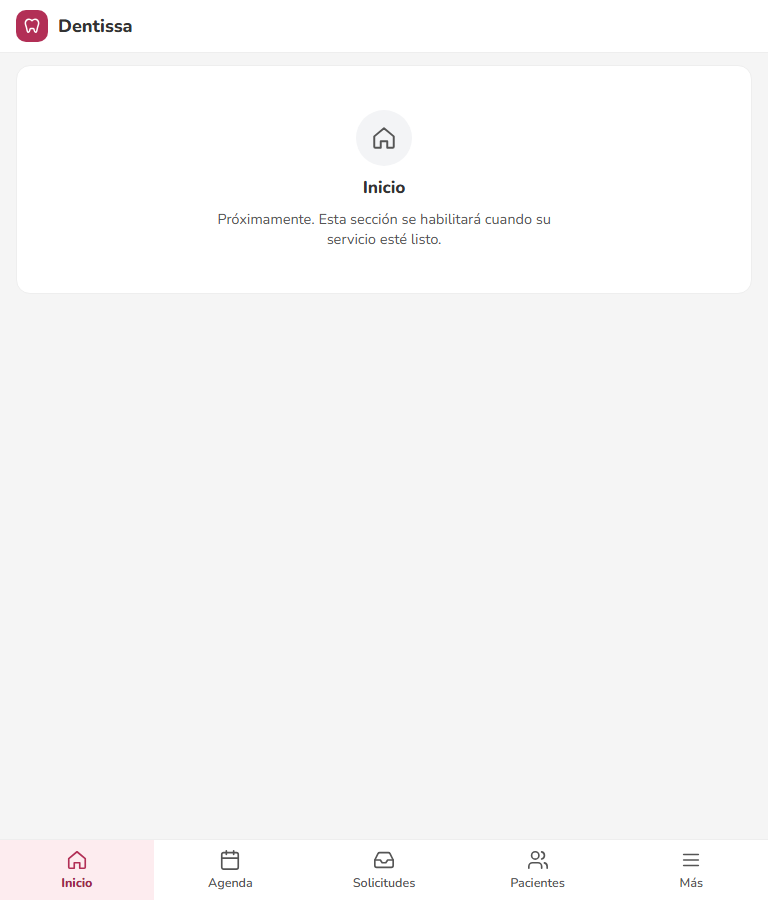 Dentissa
Inicio
Próximamente. Esta sección se habilitará cuando su
servicio esté listo.
Inicio
Agenda
Solicitudes
Pacientes
Más